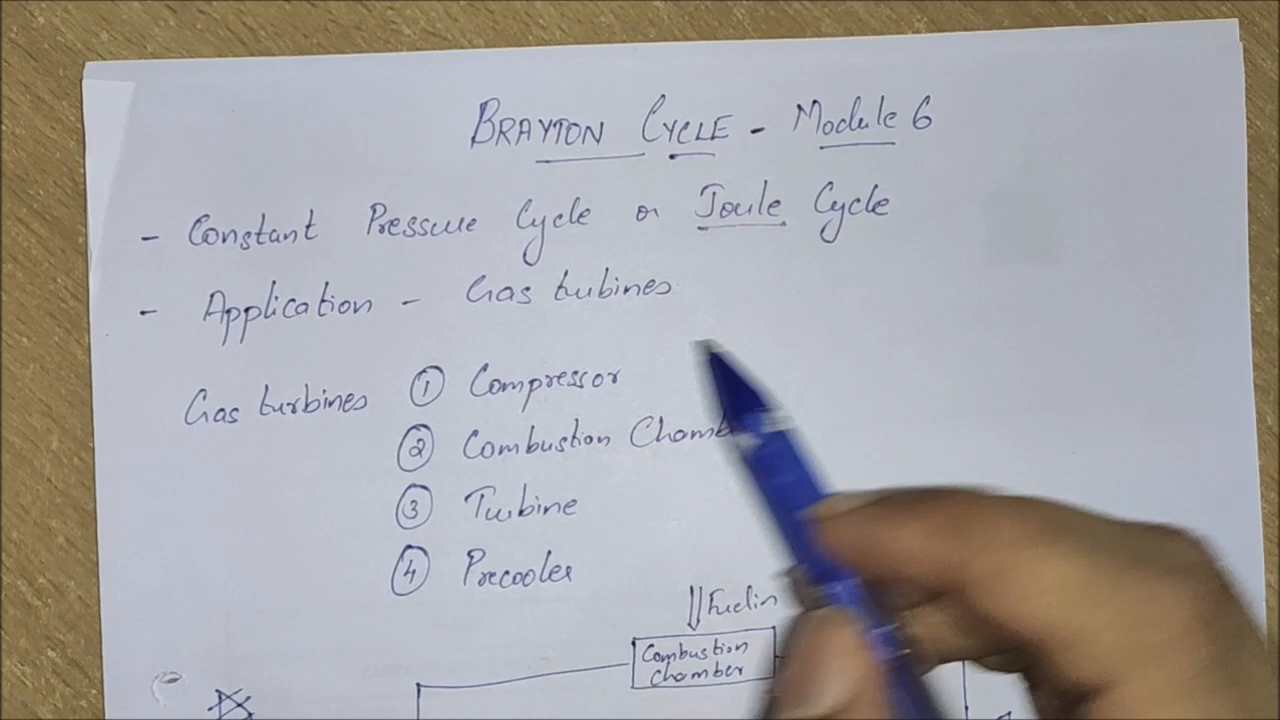 BRAYTON CYCLE - Module 6
- Constant Pressure Cycle or Joule Cycle
- Application - Gas turbines
Gas turbines ① Compressor
② Combustion Chamb
③ Turbine
④ Precooler
Fuel in
Combustion
chamber